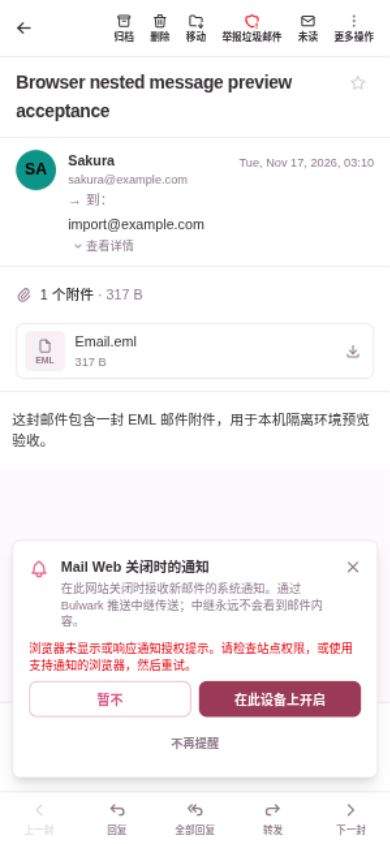 归档 删除 移动 举报垃圾邮件 未读 更多操作
Browser nested message preview
acceptance
SA
Sakura
Tue, Nov 17, 2026, 03:10
sakura@example.com
→ 到:
import@example.com
查看详情
1 个附件 · 317 B
EML
Email.eml
317 B
这封邮件包含一封 EML 邮件附件，用于本机隔离环境预览
验收。
Mail Web 关闭时的通知
在此网站关闭时接收新邮件的系统通知。通过
Bulwark 推送中继传送；中继永远不会看到邮件内
容。
浏览器未显示或响应通知授权提示。请检查站点权限，或使用
支持通知的浏览器，然后重试。
暂不 在此设备上开启
不再提醒
上一封 回复 全部回复 转发 下一封